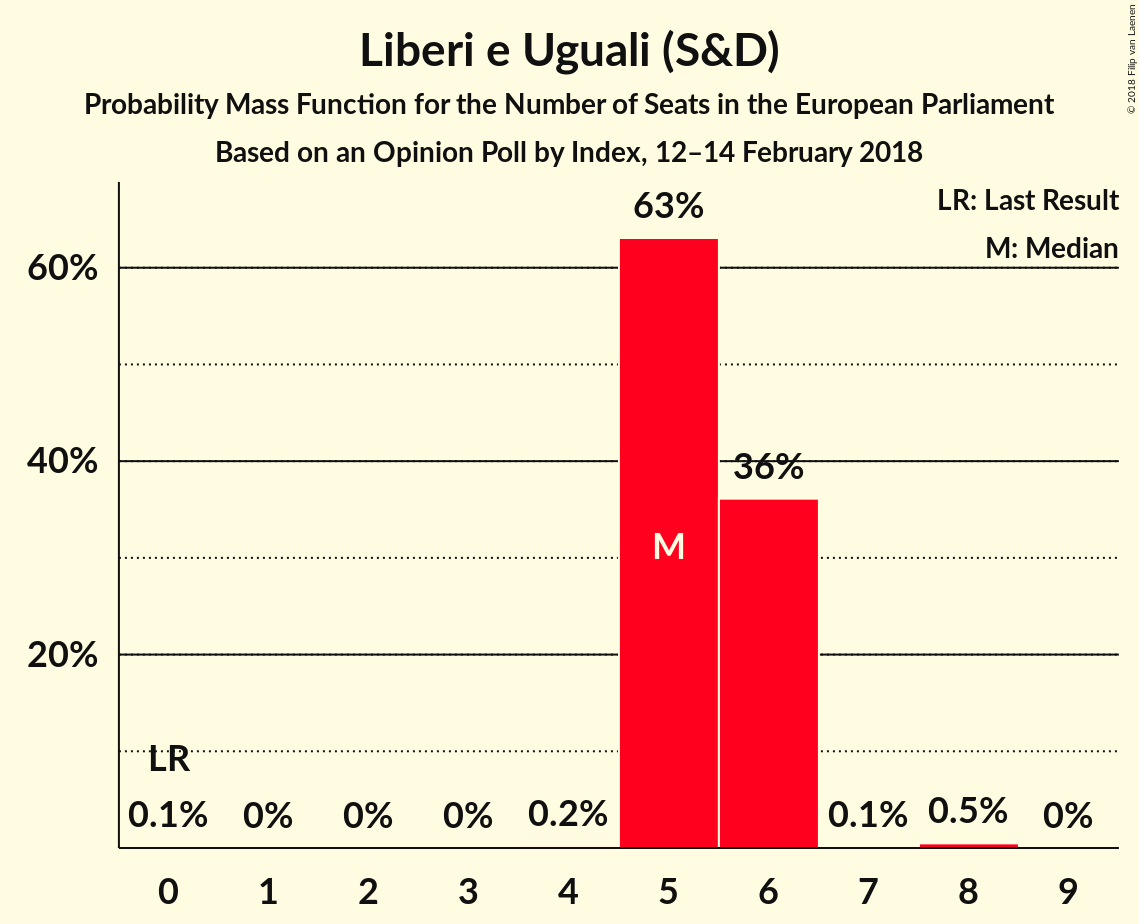 Liberi e Uguali (S&D)
Probability Mass Function for the Number of Seats in the European Parliament
Based on an Opinion Poll by Index, 12–14 February 2018
© 2018 Filip van Laenen
LR: Last Result
M: Median
60%
40%
20%
63%
36%
M
LR
0.1%
0%
0%
0%
0.2%
0.1%
0.5%
0%
0
1
2
3
4
5
6
7
8
9